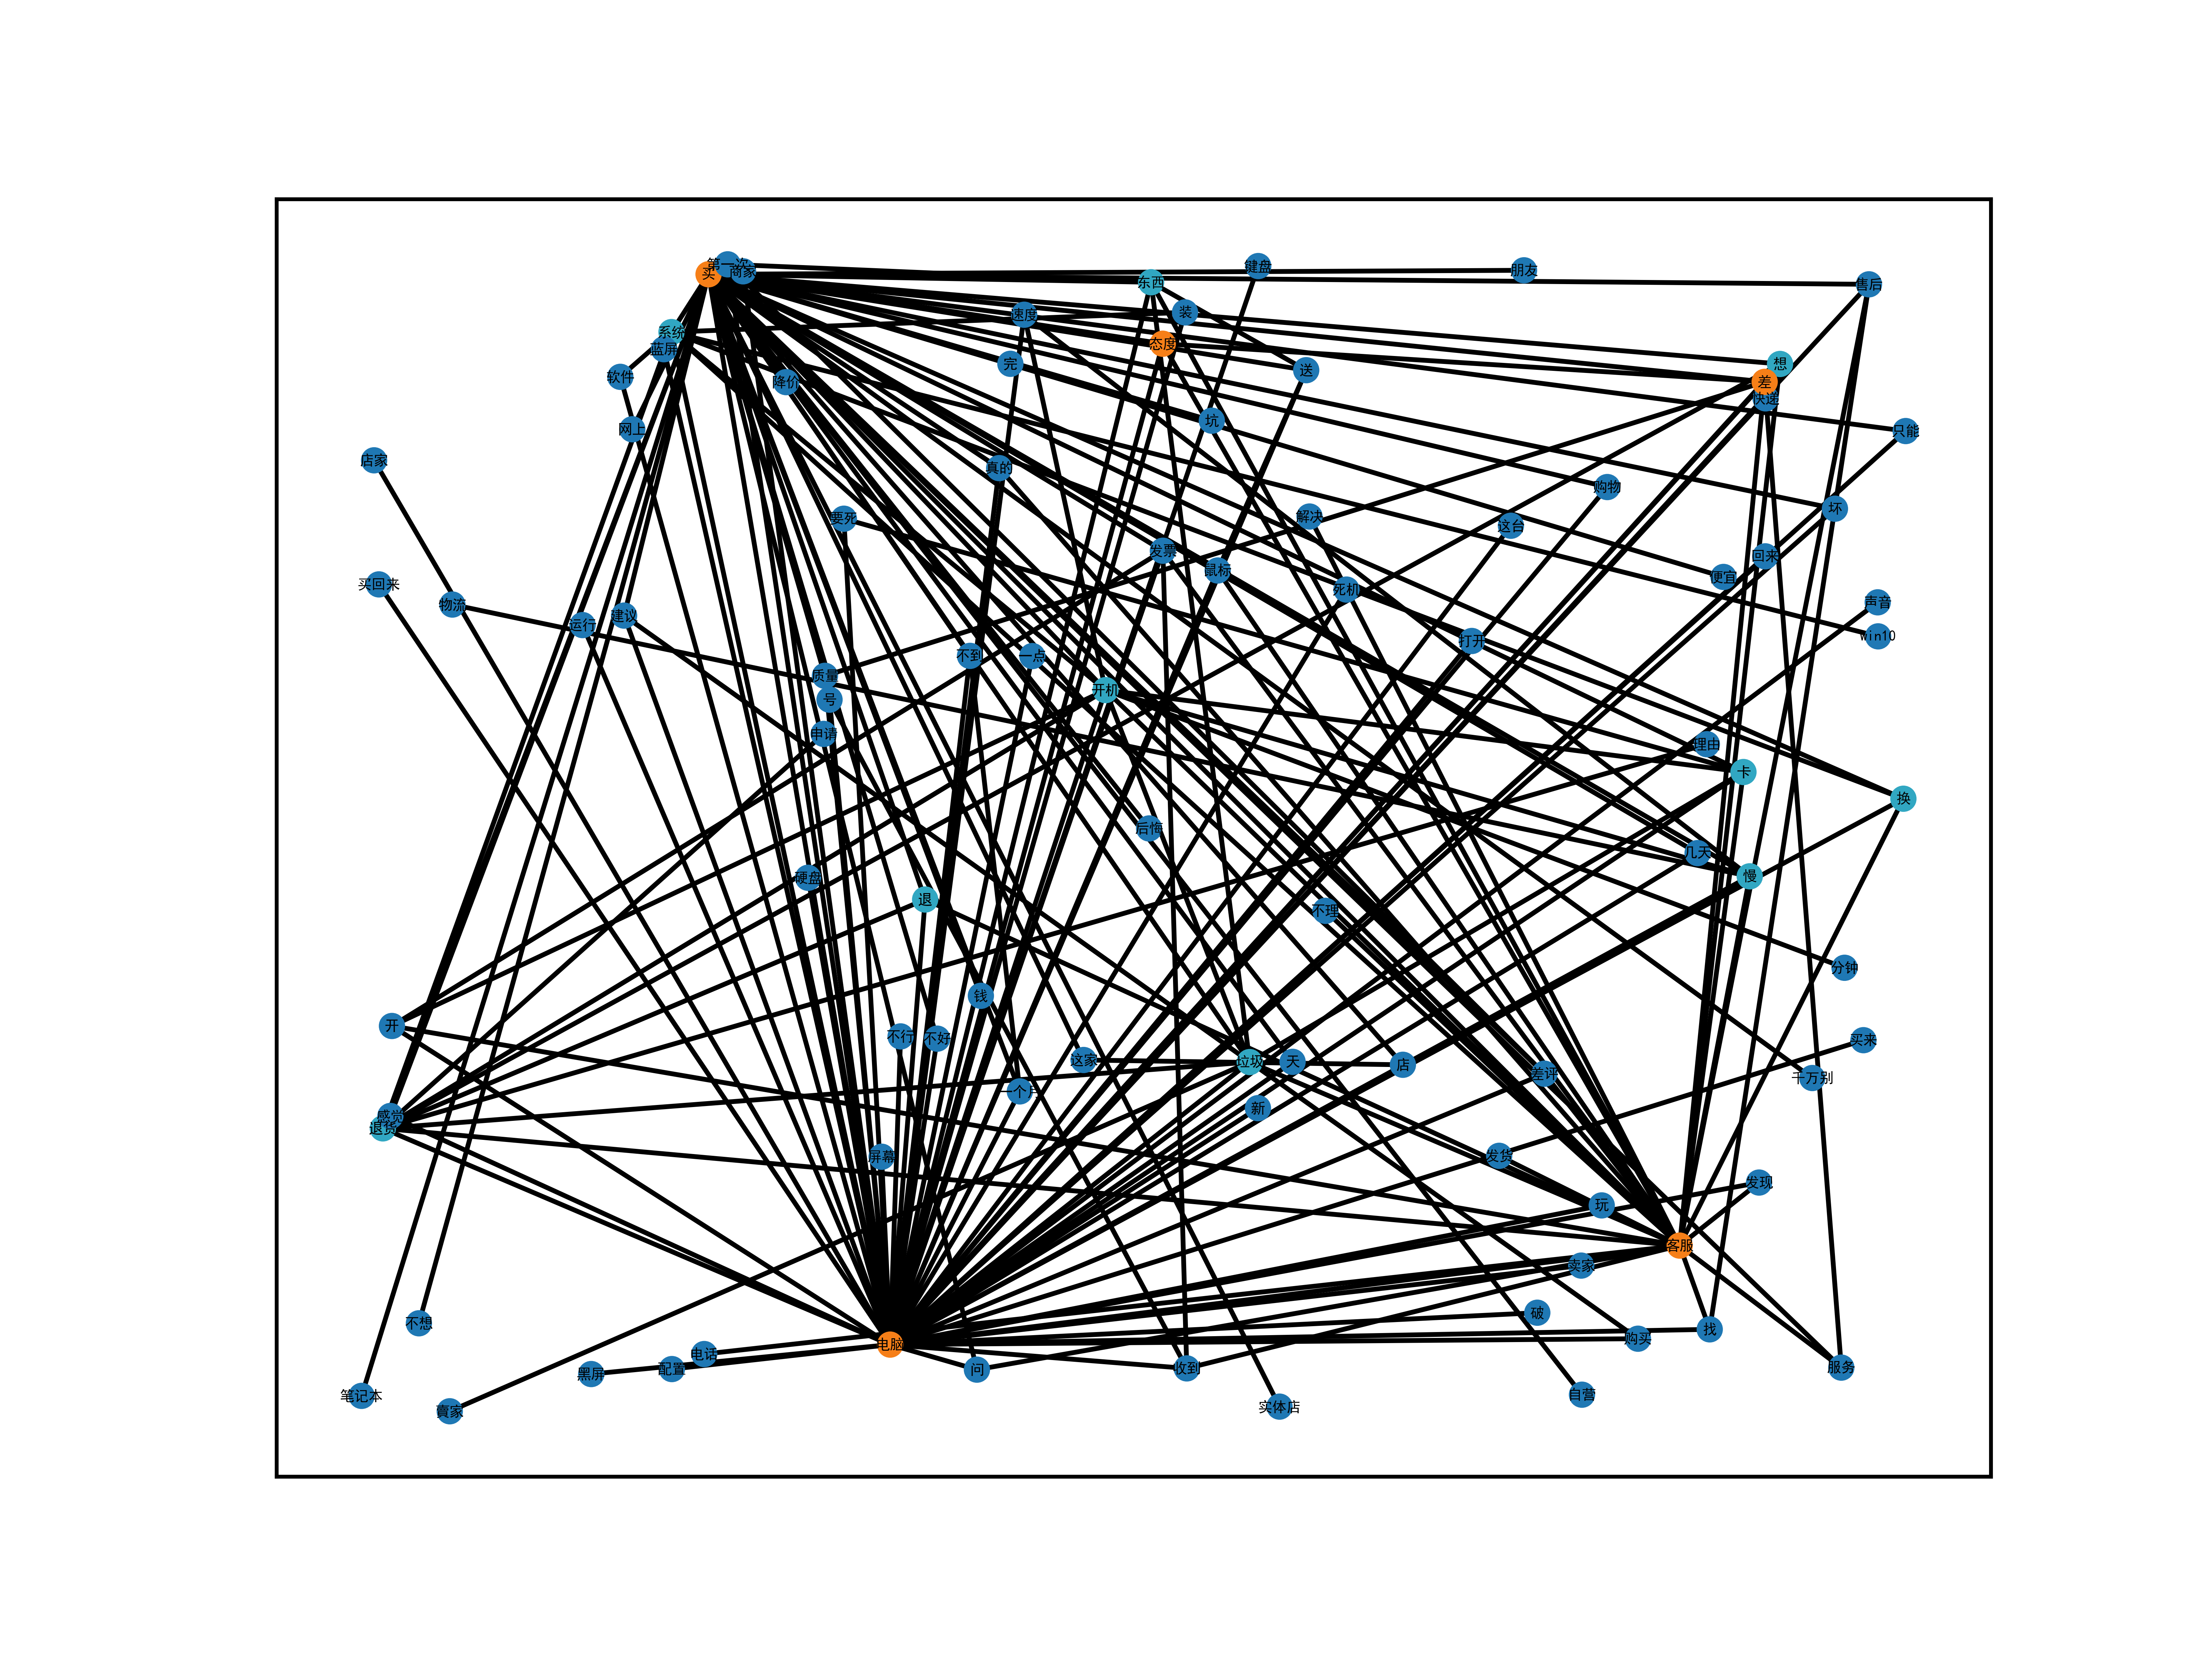 第一次
买
商家
键盘
朋友
东西
售后
速度
装
系统
态度
蓝屏
完
想
软件
降价
送
差
快递
网上
坑
只能
店家
真的
购物
要死
解决
这台
坏
发票
回来
买回来
鼠标
死机
便宜
物流
声音
运行
建议
打开
win10
不到
一点
质量
开机
号
申请
理由
卡
换
后悔
几天
硬盘
慢
退
不理
分钟
钱
开
不行
不好
买来
这家
垃圾
天
店
差评
千万别
一个月
感觉
新
退货
屏幕
发货
发现
玩
客服
卖家
破
找
购买
电脑
电话
黑屏
配置
问
收到
服务
笔记本
自营
不想
賣家
实体店